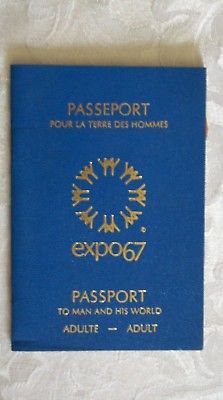 PASSEPORT
POUR LA TERRE DES HOMMES
expo67
PASSPORT
TO MAN AND HIS WORLD
ADULTE — ADULT